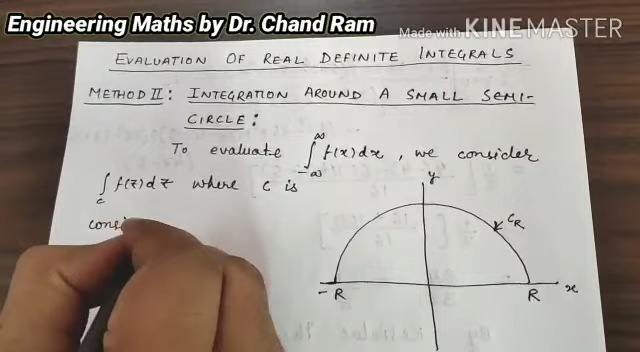 Engineering Maths by Dr. Chand Ram
Made with KINEMASTER
EVALUATION OF REAL DEFINITE INTEGRALS
METHOD II: INTEGRATION AROUND A SMALL SEMI-
CIRCLE:
To evaluate ∫_{-∞}^{∞} f(x)dx, we consider
∫_c f(z)dz where c is
consi
y
C_R
-R
R
x